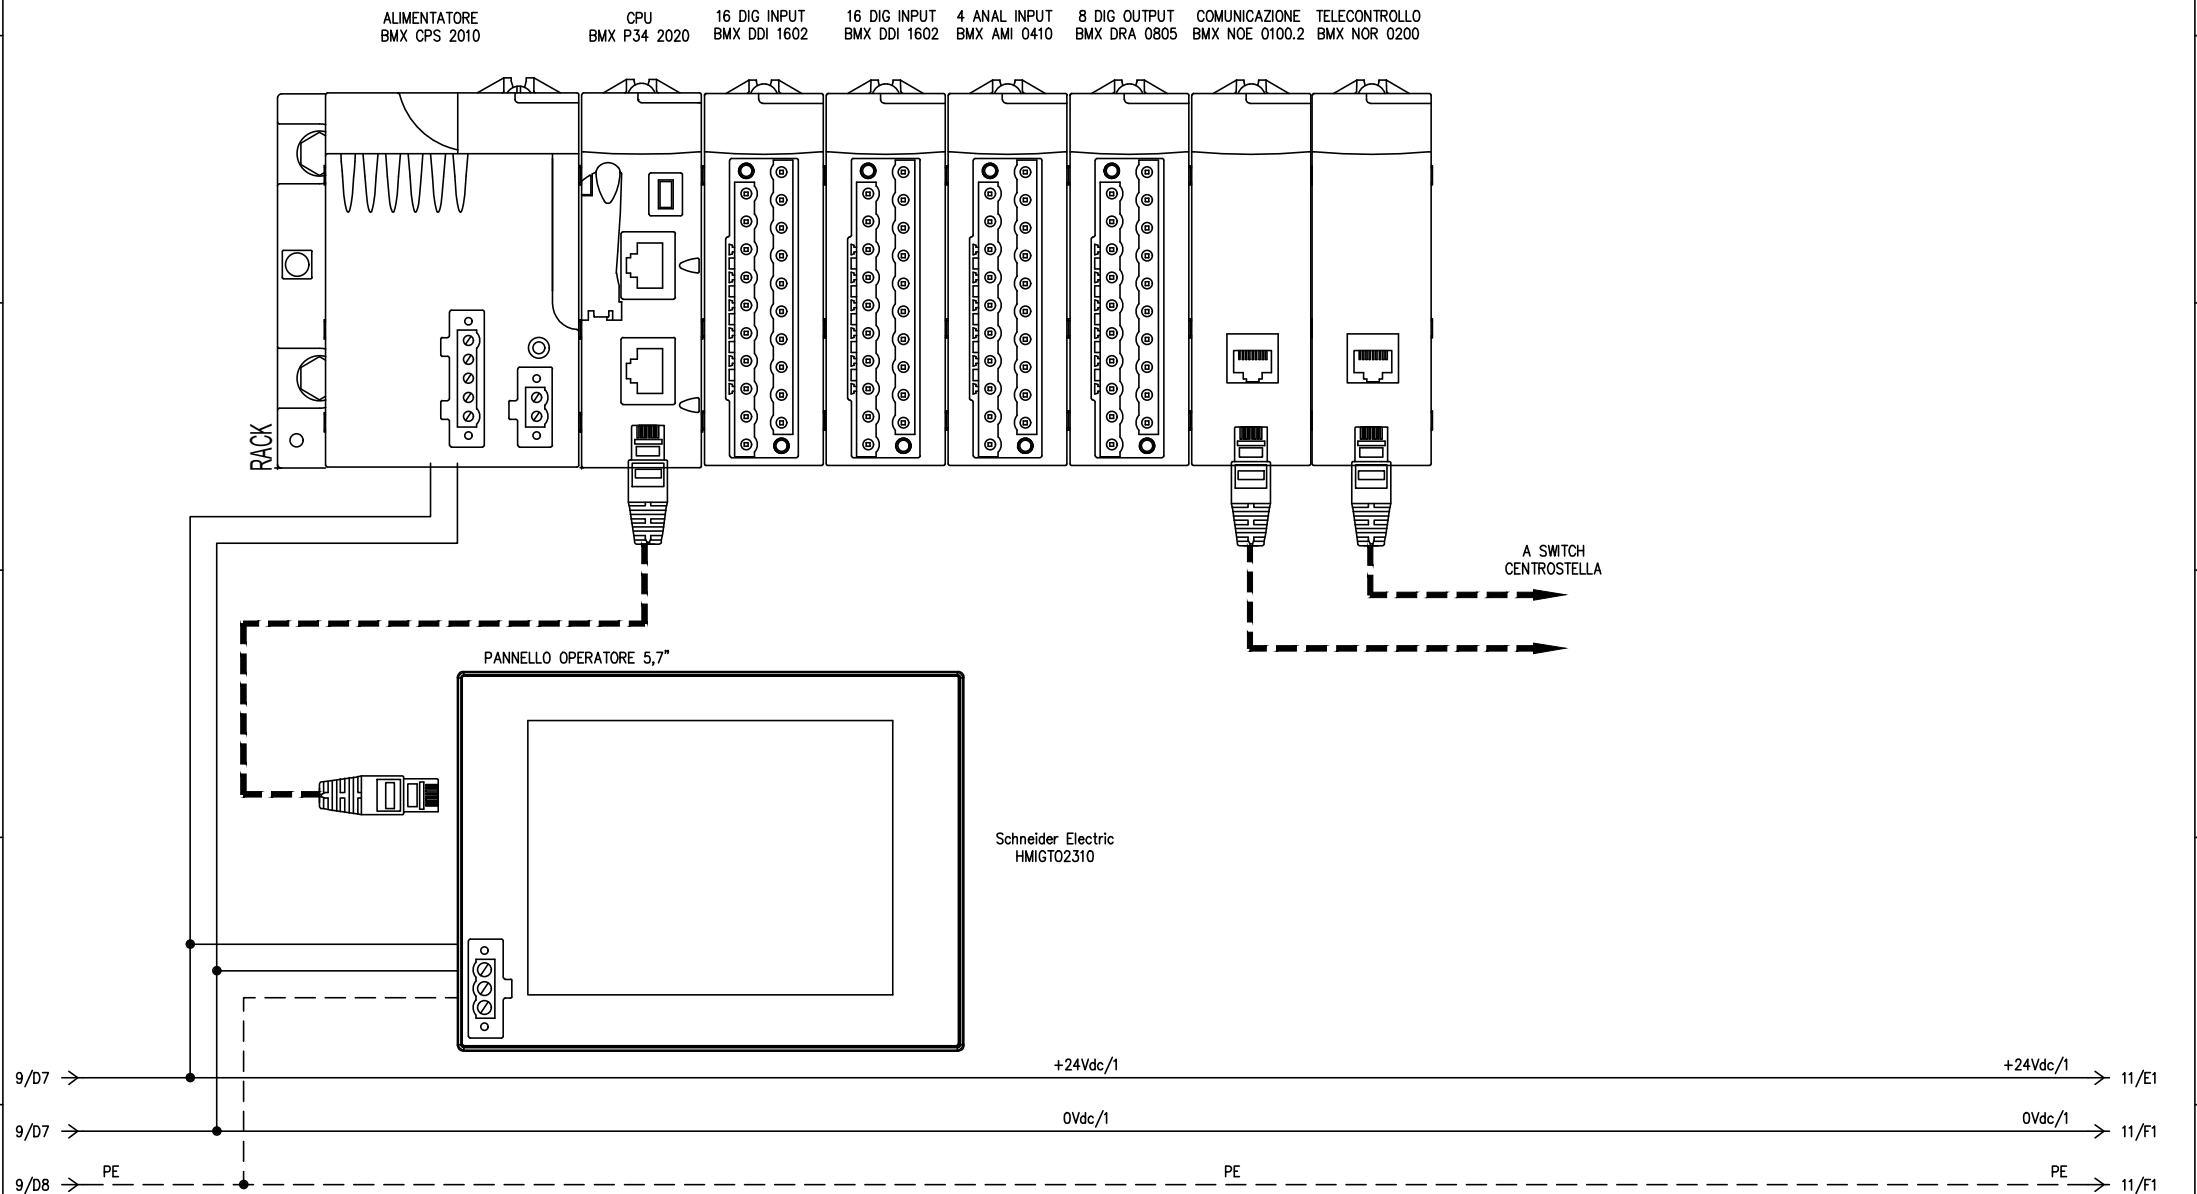 ALIMENTATORE
BMX CPS 2010
CPU
BMX P34 2020
16 DIG INPUT
BMX DDI 1602
16 DIG INPUT
BMX DDI 1602
4 ANAL INPUT
BMX AMI 0410
8 DIG OUTPUT
BMX DRA 0805
COMUNICAZIONE
BMX NOE 0100.2
TELECONTROLLO
BMX NOR 0200
RACK
A SWITCH
CENTROSTELLA
PANNELLO OPERATORE 5,7"
Schneider Electric
HMIGTO2310
9/D7 +24Vdc/1 +24Vdc/1 11/E1
9/D7 0Vdc/1 0Vdc/1 11/F1
9/D8 PE PE PE 11/F1